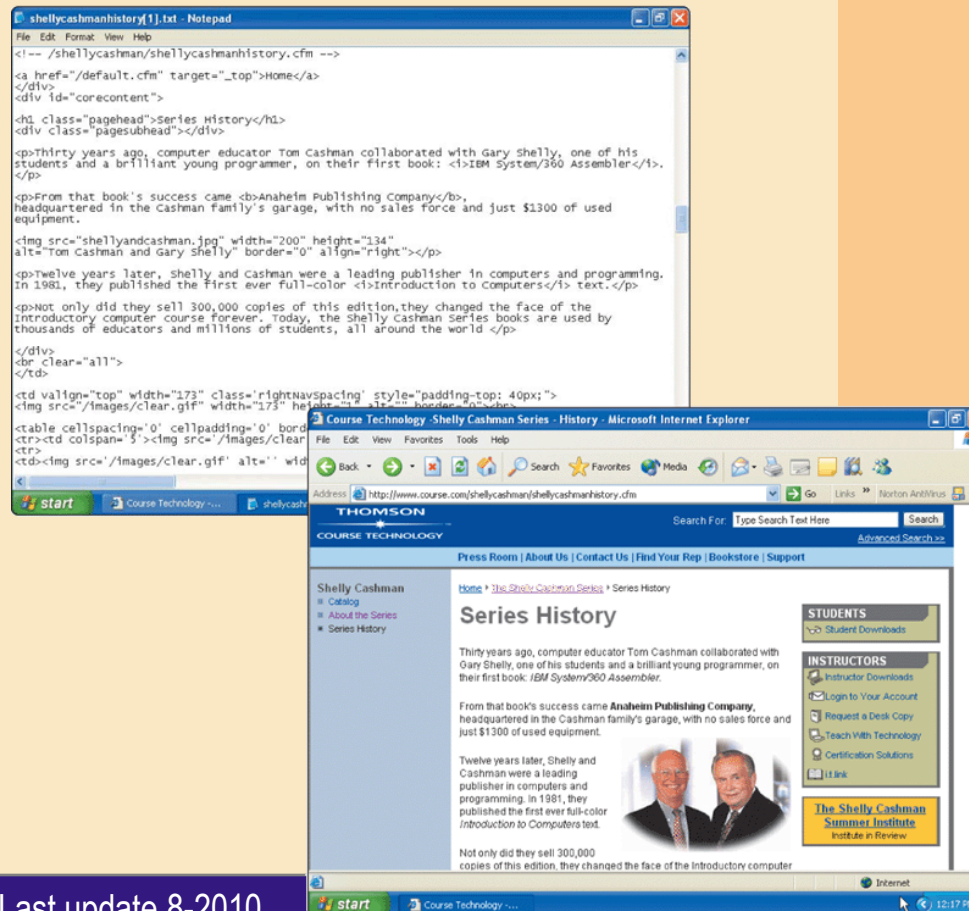 shellycashmanhistory[1].txt - Notepad
File Edit Format View Help
<!-- /shellycashman/shellycashmanhistory.cfm -->
<a href="/default.cfm" target="_top">Home</a>
</div>
<div id="corecontent">
<h1 class="pagehead">Series History</h1>
<div class="pagesubhead"></div>
<p>Thirty years ago, computer educator Tom Cashman collaborated with Gary Shelly, one of his
students and a brilliant young programmer, on their first book: <i>IBM System/360 Assembler</i>.
</p>
<p>From that book's success came <b>Anaheim Publishing Company</b>,
headquartered in the Cashman family's garage, with no sales force and just $1300 of used
equipment.
<img src="shellyandcashman.jpg" width="200" height="134"
alt="Tom Cashman and Gary Shelly" border="0" align="right"></p>
<p>Twelve years later, Shelly and Cashman were a leading publisher in computers and programming.
In 1981, they published the first ever full-color <i>Introduction to Computers</i> text.</p>
<p>Not only did they sell 300,000 copies of this edition,they changed the face of the
Introductory computer course forever. Today, the Shelly Cashman Series books are used by
thousands of educators and millions of students, all around the world </p>
</div>
<br clear="all">
</td>
<td valign="top" width="173" class='rightNavSpacing' style="padding-top: 40px;">
<img src="/images/clear.gif" width="173" height="1" alt="" border="0"><br>
<table cellspacing='0' cellpadding='0' bord
<tr><td colspan='5'><img src='/images/clear
<tr>
<td><img src='/images/clear.gif' alt='' wid
start Course Technology -... shellycash
Course Technology -Shelly Cashman Series - History - Microsoft Internet Explorer
File Edit View Favorites Tools Help
Back Search Favorites Media
Address http://www.course.com/shellycashman/shellycashmanhistory.cfm Go Links » Norton AntiVirus
THOMSON
COURSE TECHNOLOGY
Search For: Type Search Text Here Search
Advanced Search >>
Press Room | About Us | Contact Us | Find Your Rep | Bookstore | Support
Shelly Cashman
Catalog
About the Series
Series History
Home The Shelly Cashman Series Series History
Series History
Thirty years ago, computer educator Tom Cashman collaborated with
Gary Shelly, one of his students and a brilliant young programmer, on
their first book: IBM System/360 Assembler.
From that book's success came Anaheim Publishing Company,
headquartered in the Cashman family's garage, with no sales force and
just $1300 of used equipment.
Twelve years later, Shelly and
Cashman were a leading
publisher in computers and
programming. In 1981, they
published the first ever full-color
Introduction to Computers text.
Not only did they sell 300,000
copies of this edition, they changed the face of the Introductory computer
STUDENTS
Student Downloads
INSTRUCTORS
Instructor Downloads
Login to Your Account
Request a Desk Copy
Teach With Technology
Certification Solutions
i.t.link
The Shelly Cashman
Summer Institute
Institute in Review
Internet
start Course Technology -... 12:17 P
Last update 8-2010